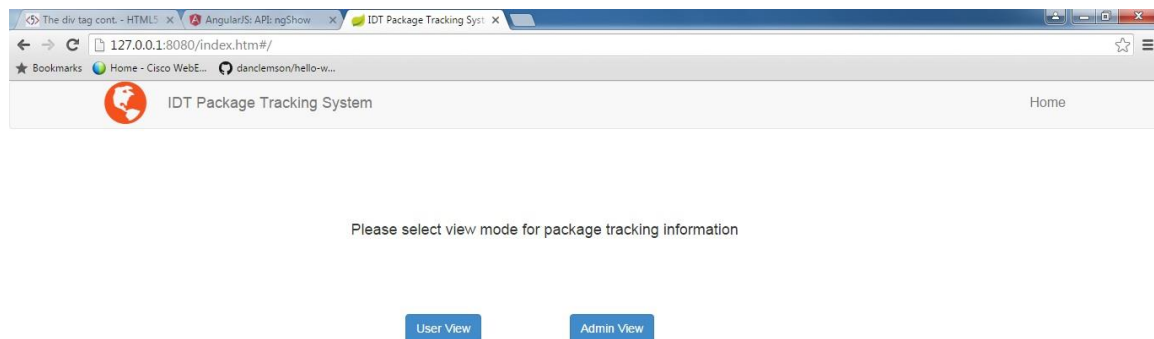 The div tag cont. - HTML5
AngularJS: API: ngShow
IDT Package Tracking Syst
127.0.0.1:8080/index.htm#/
Bookmarks Home - Cisco WebE... danclemson/hello-w...
IDT Package Tracking System Home
Please select view mode for package tracking information
User View Admin View